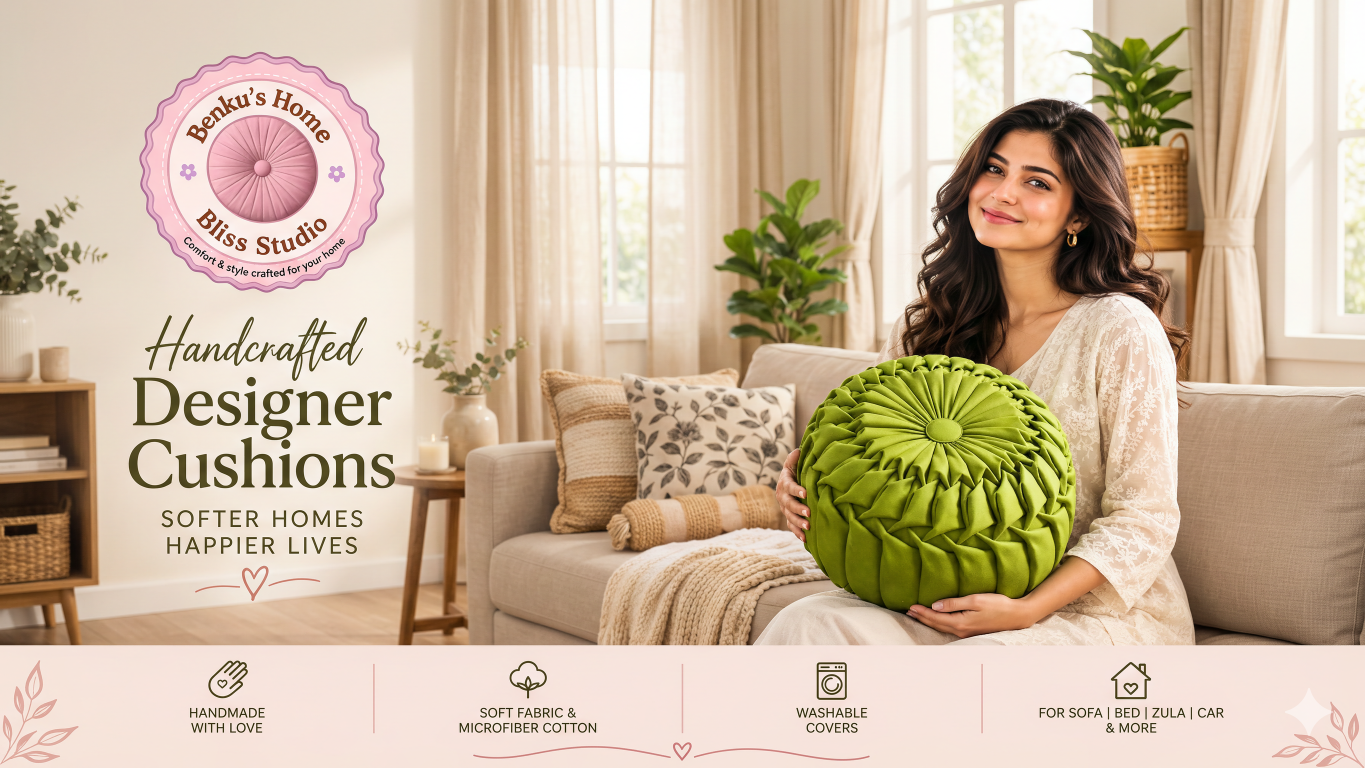 Benku's Home
Bliss Studio
Comfort & style crafted for your home
Handcrafted
Designer
Cushions
SOFTER HOMES
HAPPIER LIVES
HANDMADE
WITH LOVE
SOFT FABRIC &
MICROFIBER COTTON
WASHABLE
COVERS
FOR SOFA | BED | ZULA | CAR
& MORE